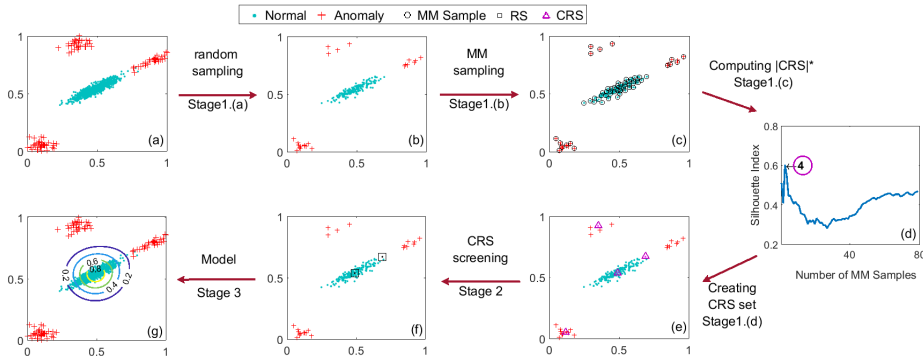 Normal Anomaly MM Sample RS CRS
1
0.5
0
0 0.5 1
(a)
random
sampling
Stage1.(a)
1
0.5
0
0 0.5 1
(b)
MM
sampling
Stage1.(b)
1
0.5
0
0 0.5 1
(c)
Computing |CRS|*
Stage1.(c)
0.8
0.6
0.4
0.2
Silhouette Index
4
(d)
40 80
Number of MM Samples
Creating
CRS set
Stage1.(d)
1
0.5
0
0 0.5 1
(e)
CRS
screening
Stage 2
1
0.5
0
0 0.5 1
(f)
Model
Stage 3
1
0.5
0
0 0.5 1
0.2
0.6
0.8
0.4
0.2
(g)